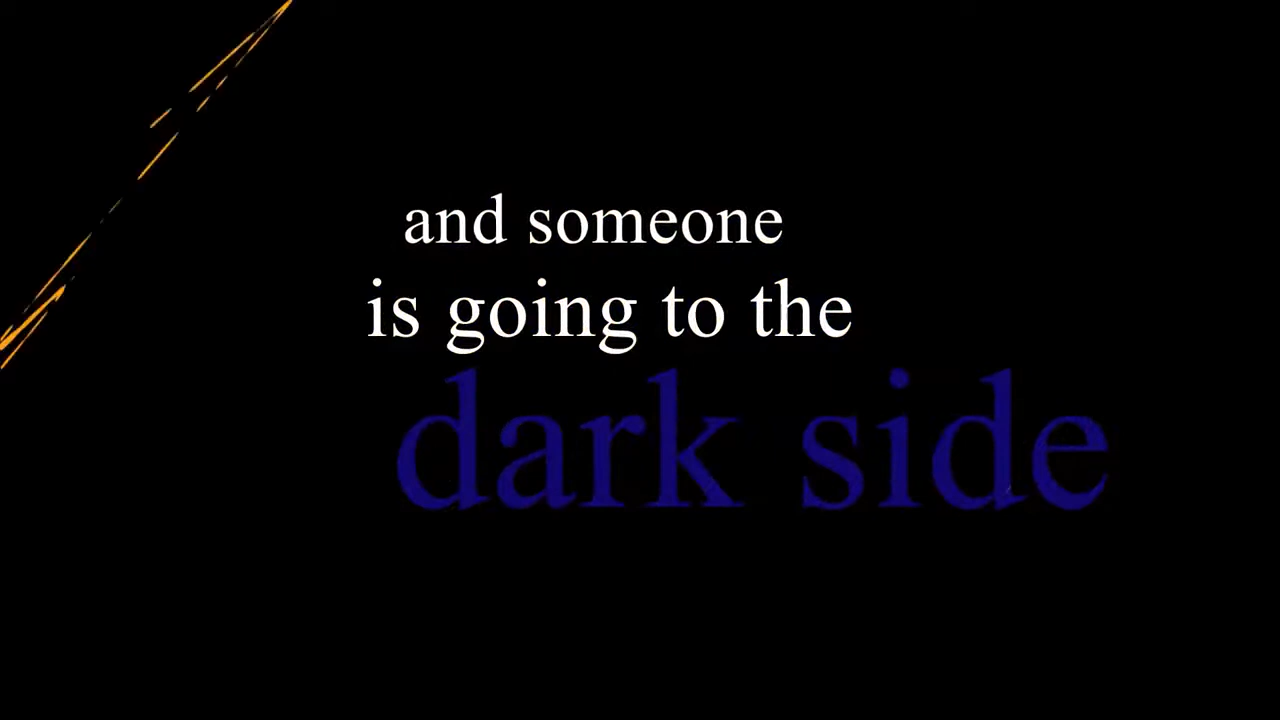 and someone
is going to the
dark side